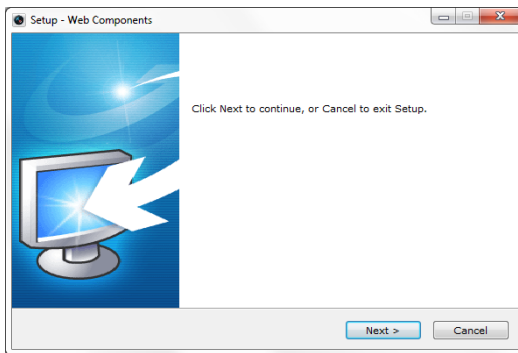 Setup - Web Components
Click Next to continue, or Cancel to exit Setup.
Next >
Cancel